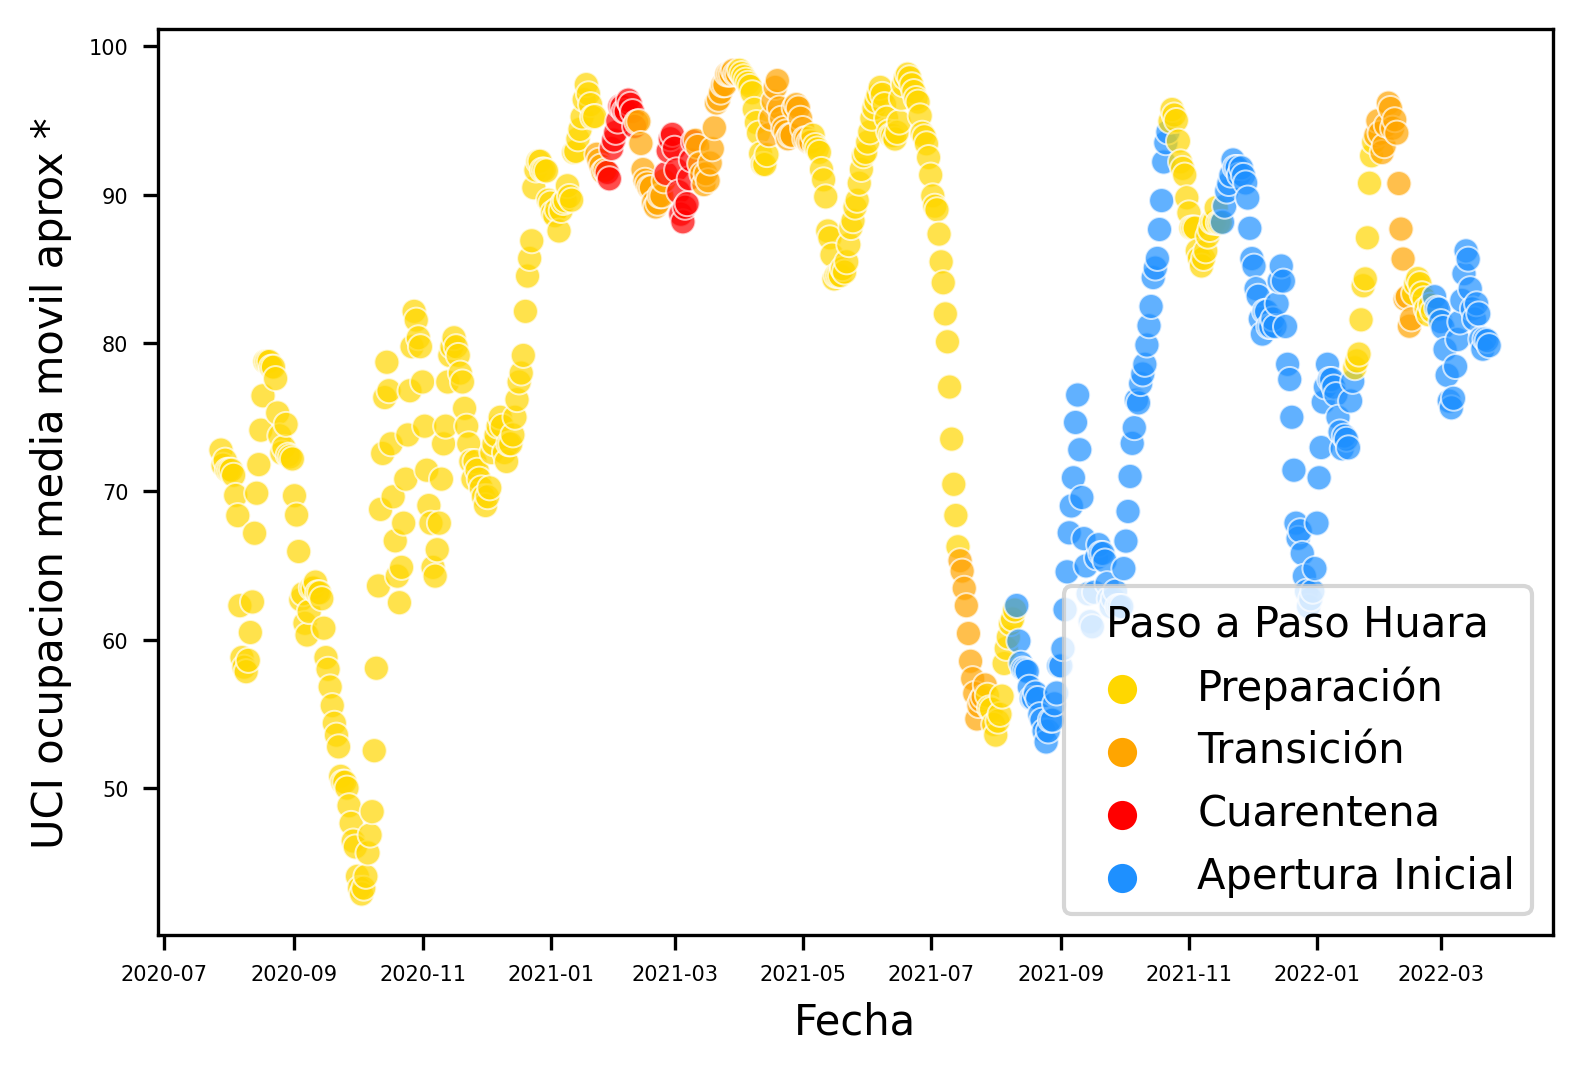 UCI ocupacion media movil aprox *
100
90
80
70
60
50
2020-07 2020-09 2020-11 2021-01 2021-03 2021-05 2021-07 2021-09 2021-11 2022-01 2022-03
Fecha
Paso a Paso Huara
Preparación
Transición
Cuarentena
Apertura Inicial